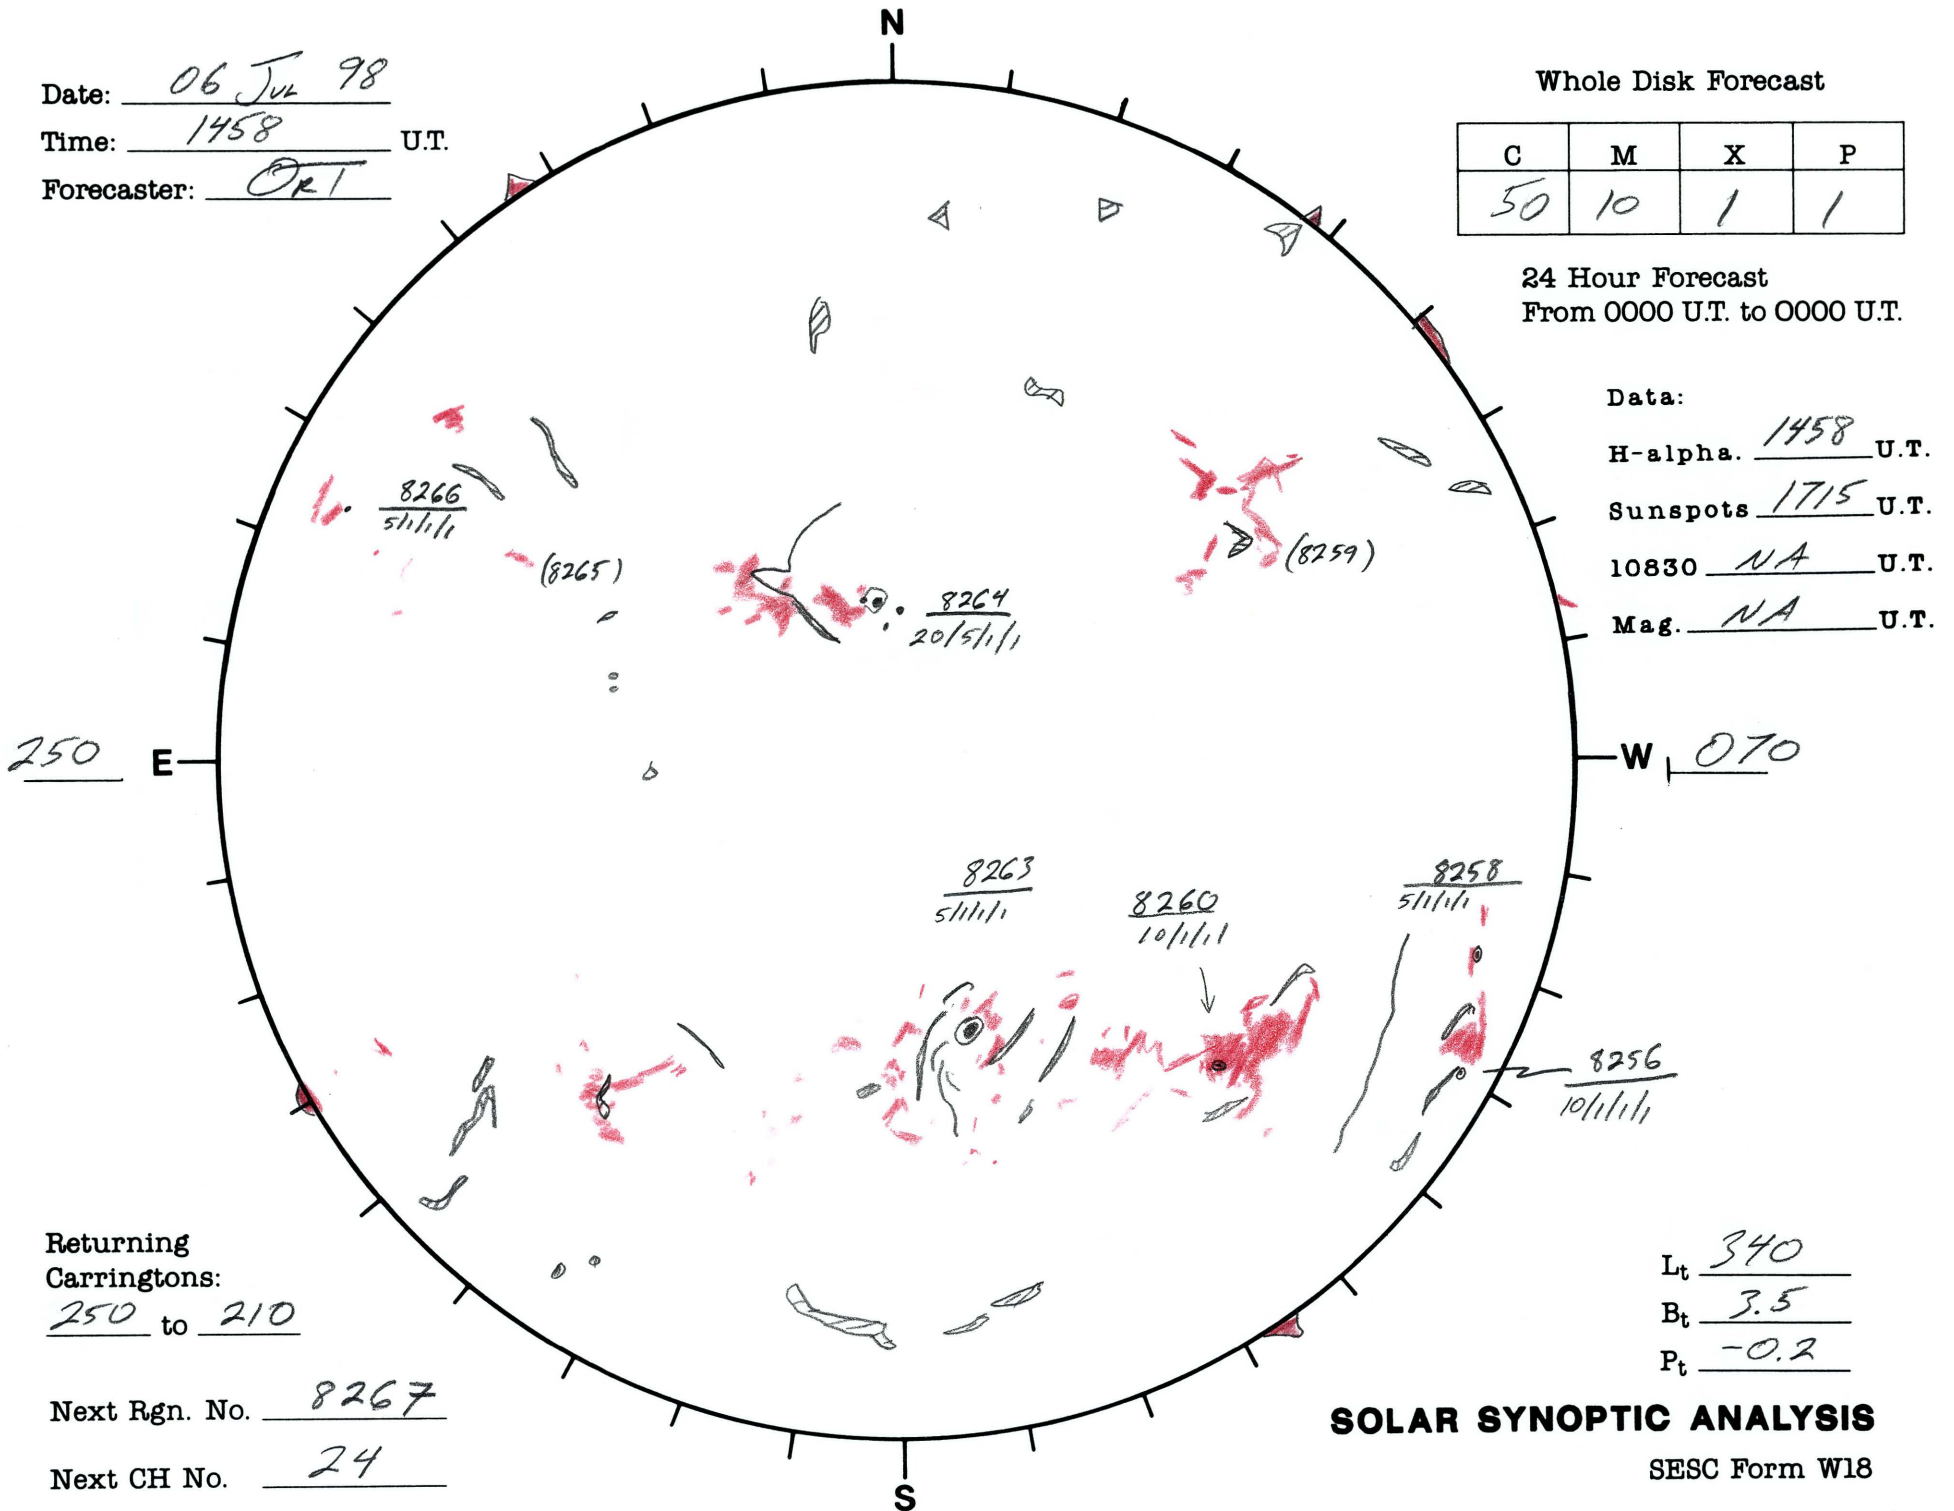 N
Date: 06 Jul 98
Time: 1458 U.T.
Forecaster: ORT
Whole Disk Forecast
C M X P
50 10 1 1
24 Hour Forecast
From 0000 U.T. to 0000 U.T.
Data:
H-alpha. 1458 U.T.
Sunspots 1715 U.T.
10830 NA U.T.
Mag. NA U.T.
8266
5/1/1/1
(8265)
(8259)
8264
20/5/1/1
250 E
W 070
8263
5/1/1/1
8260
10/1/1/1
8258
5/1/1/1
8256
10/1/1/1
Returning
Carringtons:
250 to 210
Next Rgn. No. 8267
Next CH No. 24
Lt 340
Bt 3.5
Pt -0.2
SOLAR SYNOPTIC ANALYSIS
SESC Form W18
S